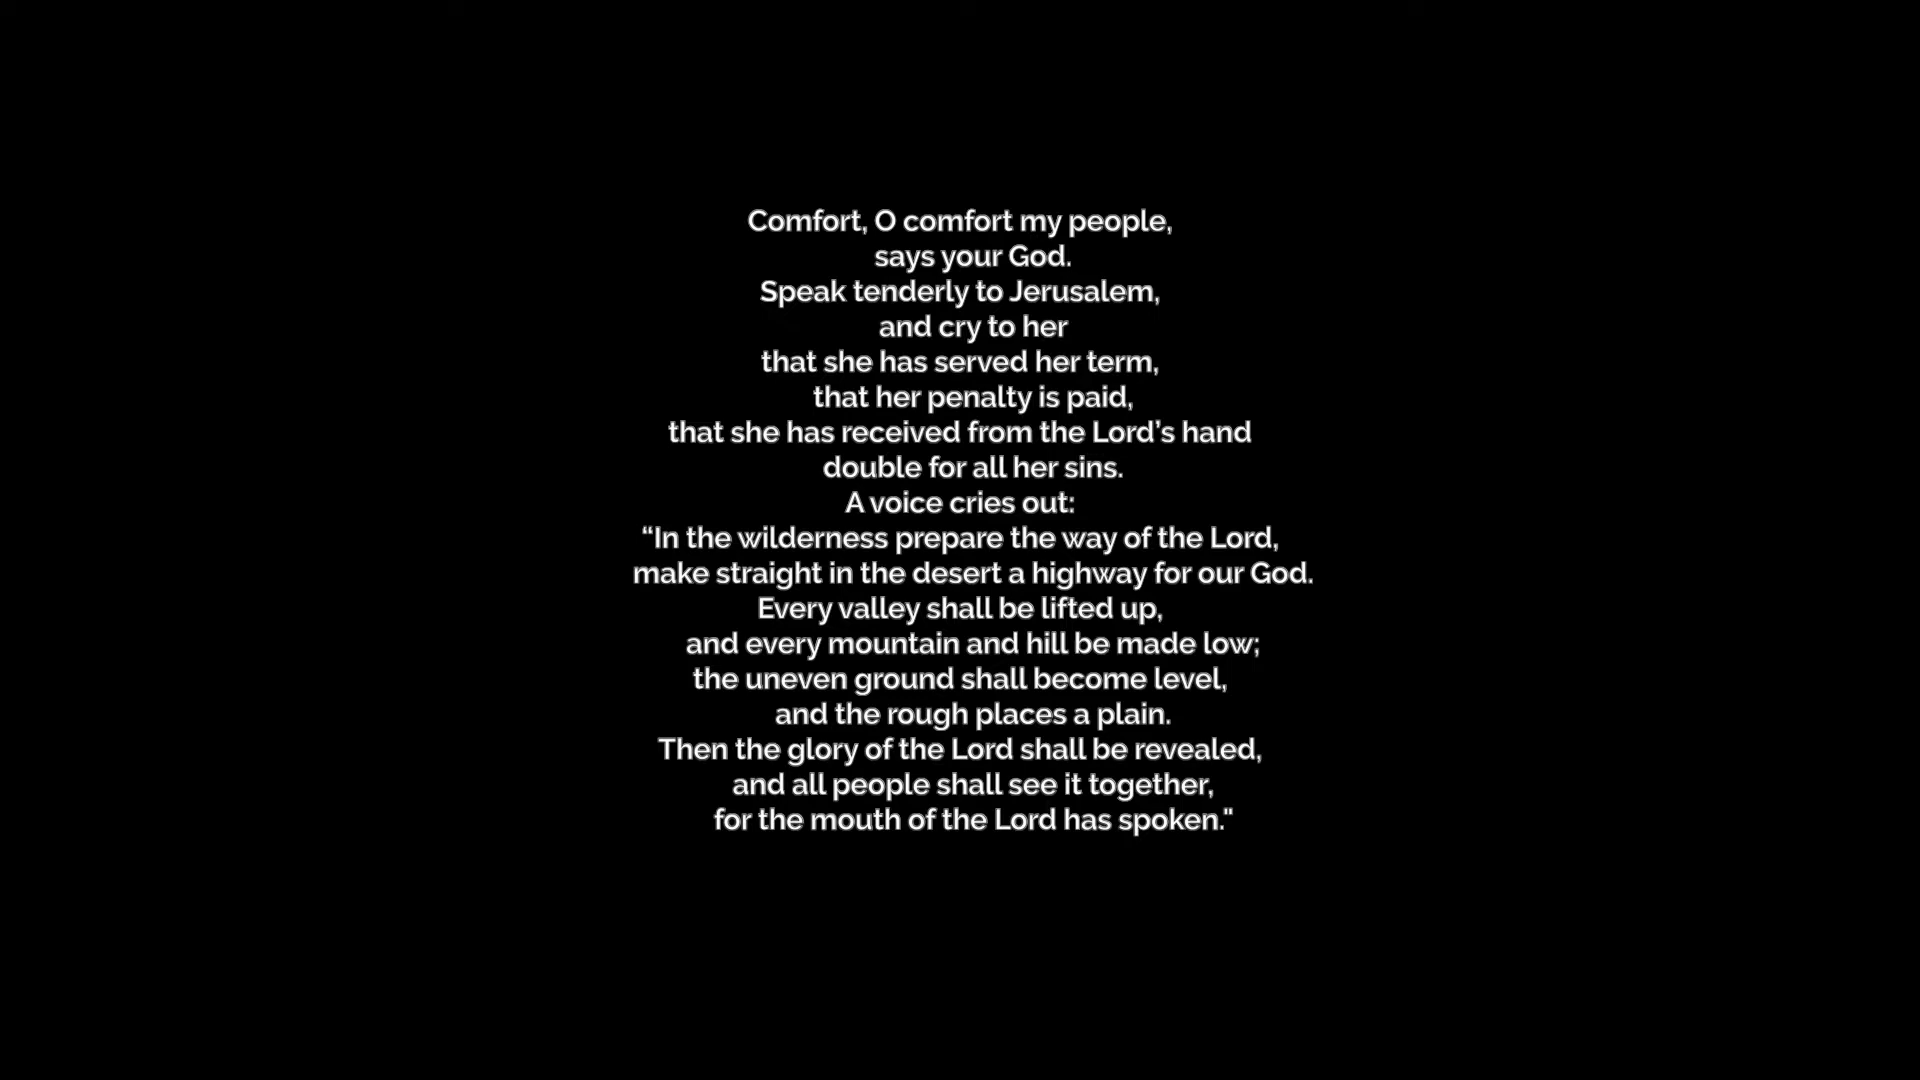 Comfort, O comfort my people,
says your God.
Speak tenderly to Jerusalem,
and cry to her
that she has served her term,
that her penalty is paid,
that she has received from the Lord’s hand
double for all her sins.
A voice cries out:
“In the wilderness prepare the way of the Lord,
make straight in the desert a highway for our God.
Every valley shall be lifted up,
and every mountain and hill be made low;
the uneven ground shall become level,
and the rough places a plain.
Then the glory of the Lord shall be revealed,
and all people shall see it together,
for the mouth of the Lord has spoken."